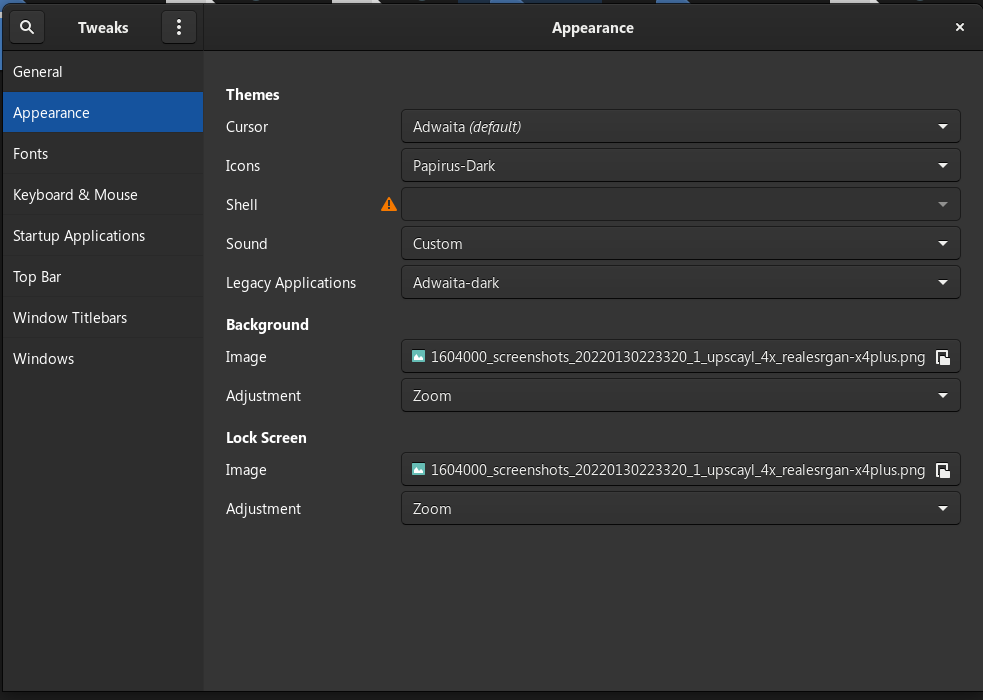 Tweaks
Appearance
General
Appearance
Fonts
Keyboard & Mouse
Startup Applications
Top Bar
Window Titlebars
Windows
Themes
Cursor
Adwaita (default)
Icons
Papirus-Dark
Shell
Sound
Custom
Legacy Applications
Adwaita-dark
Background
Image
1604000_screenshots_20220130223320_1_upscayl_4x_realesrgan-x4plus.png
Adjustment
Zoom
Lock Screen
Image
1604000_screenshots_20220130223320_1_upscayl_4x_realesrgan-x4plus.png
Adjustment
Zoom